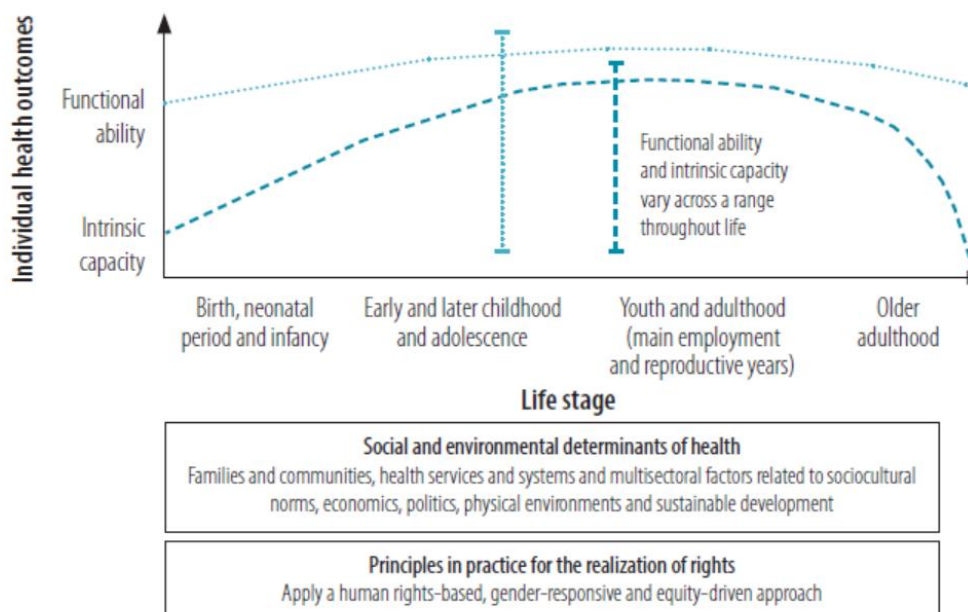 Individual health outcomes
Functional
ability
Intrinsic
capacity
Functional ability
and intrinsic capacity
vary across a range
throughout life
Birth, neonatal
period and infancy
Early and later childhood
and adolescence
Youth and adulthood
(main employment
and reproductive years)
Older
adulthood
Life stage
Social and environmental determinants of health
Families and communities, health services and systems and multisectoral factors related to sociocultural
norms, economics, politics, physical environments and sustainable development
Principles in practice for the realization of rights
Apply a human rights-based, gender-responsive and equity-driven approach